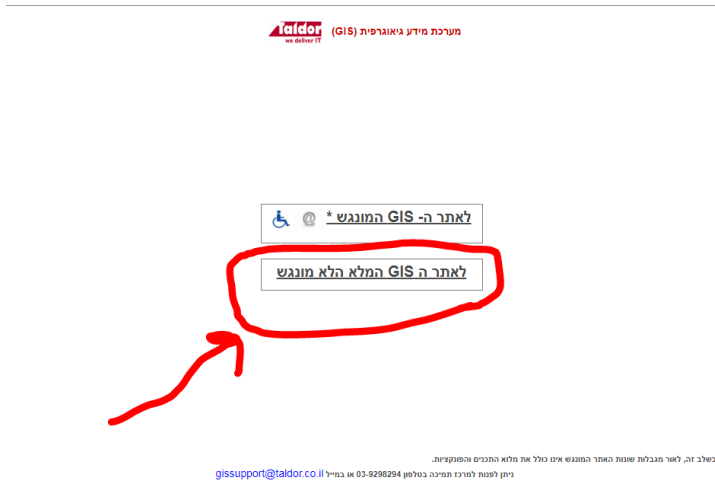 Taldor
we deliver IT
מערכת מידע גיאוגרפית (GIS)
לאתר ה- GIS המונגש *
לאתר ה GIS המלא הלא מונגש
בשלב זה, לאור מגבלות שונות האתר המונגש אינו כולל את מלוא התכנים והפונקציות.
ניתן לפנות למרכז תמיכה בטלפון 03-9298294 או במייל gissupport@taldor.co.il